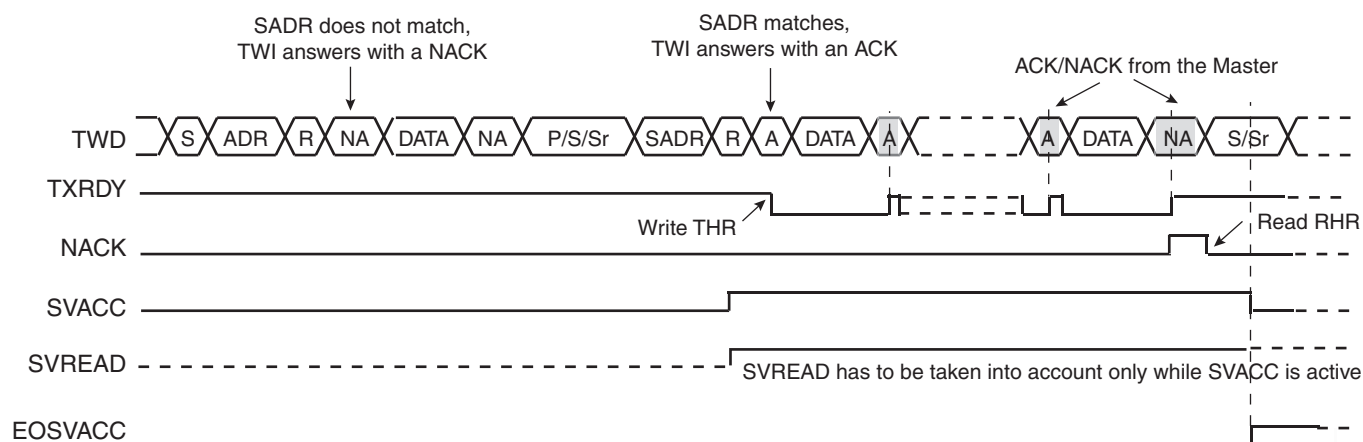 SADR does not match,
TWI answers with a NACK
SADR matches,
TWI answers with an ACK
ACK/NACK from the Master
TWD S ADR R NA DATA NA P/S/Sr SADR R A DATA A A DATA NA S/Sr
TXRDY
Write THR
Read RHR
NACK
SVACC
SVREAD
SVREAD has to be taken into account only while SVACC is active
EOSVACC